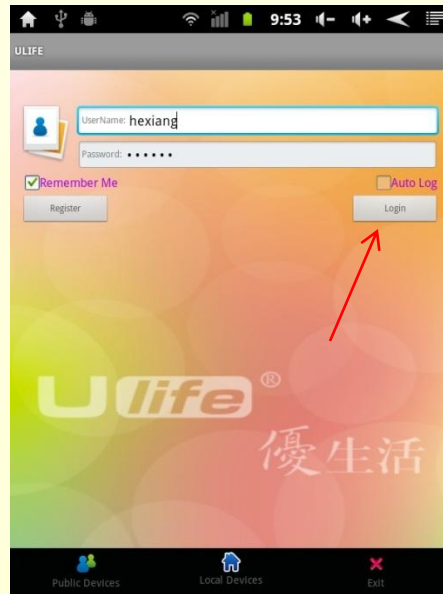 9:53
ULIFE
UserName: hexiang
Password: ••••••
Remember Me
Auto Log
Register
Login
Ulife®
優生活
Public Devices
Local Devices
Exit